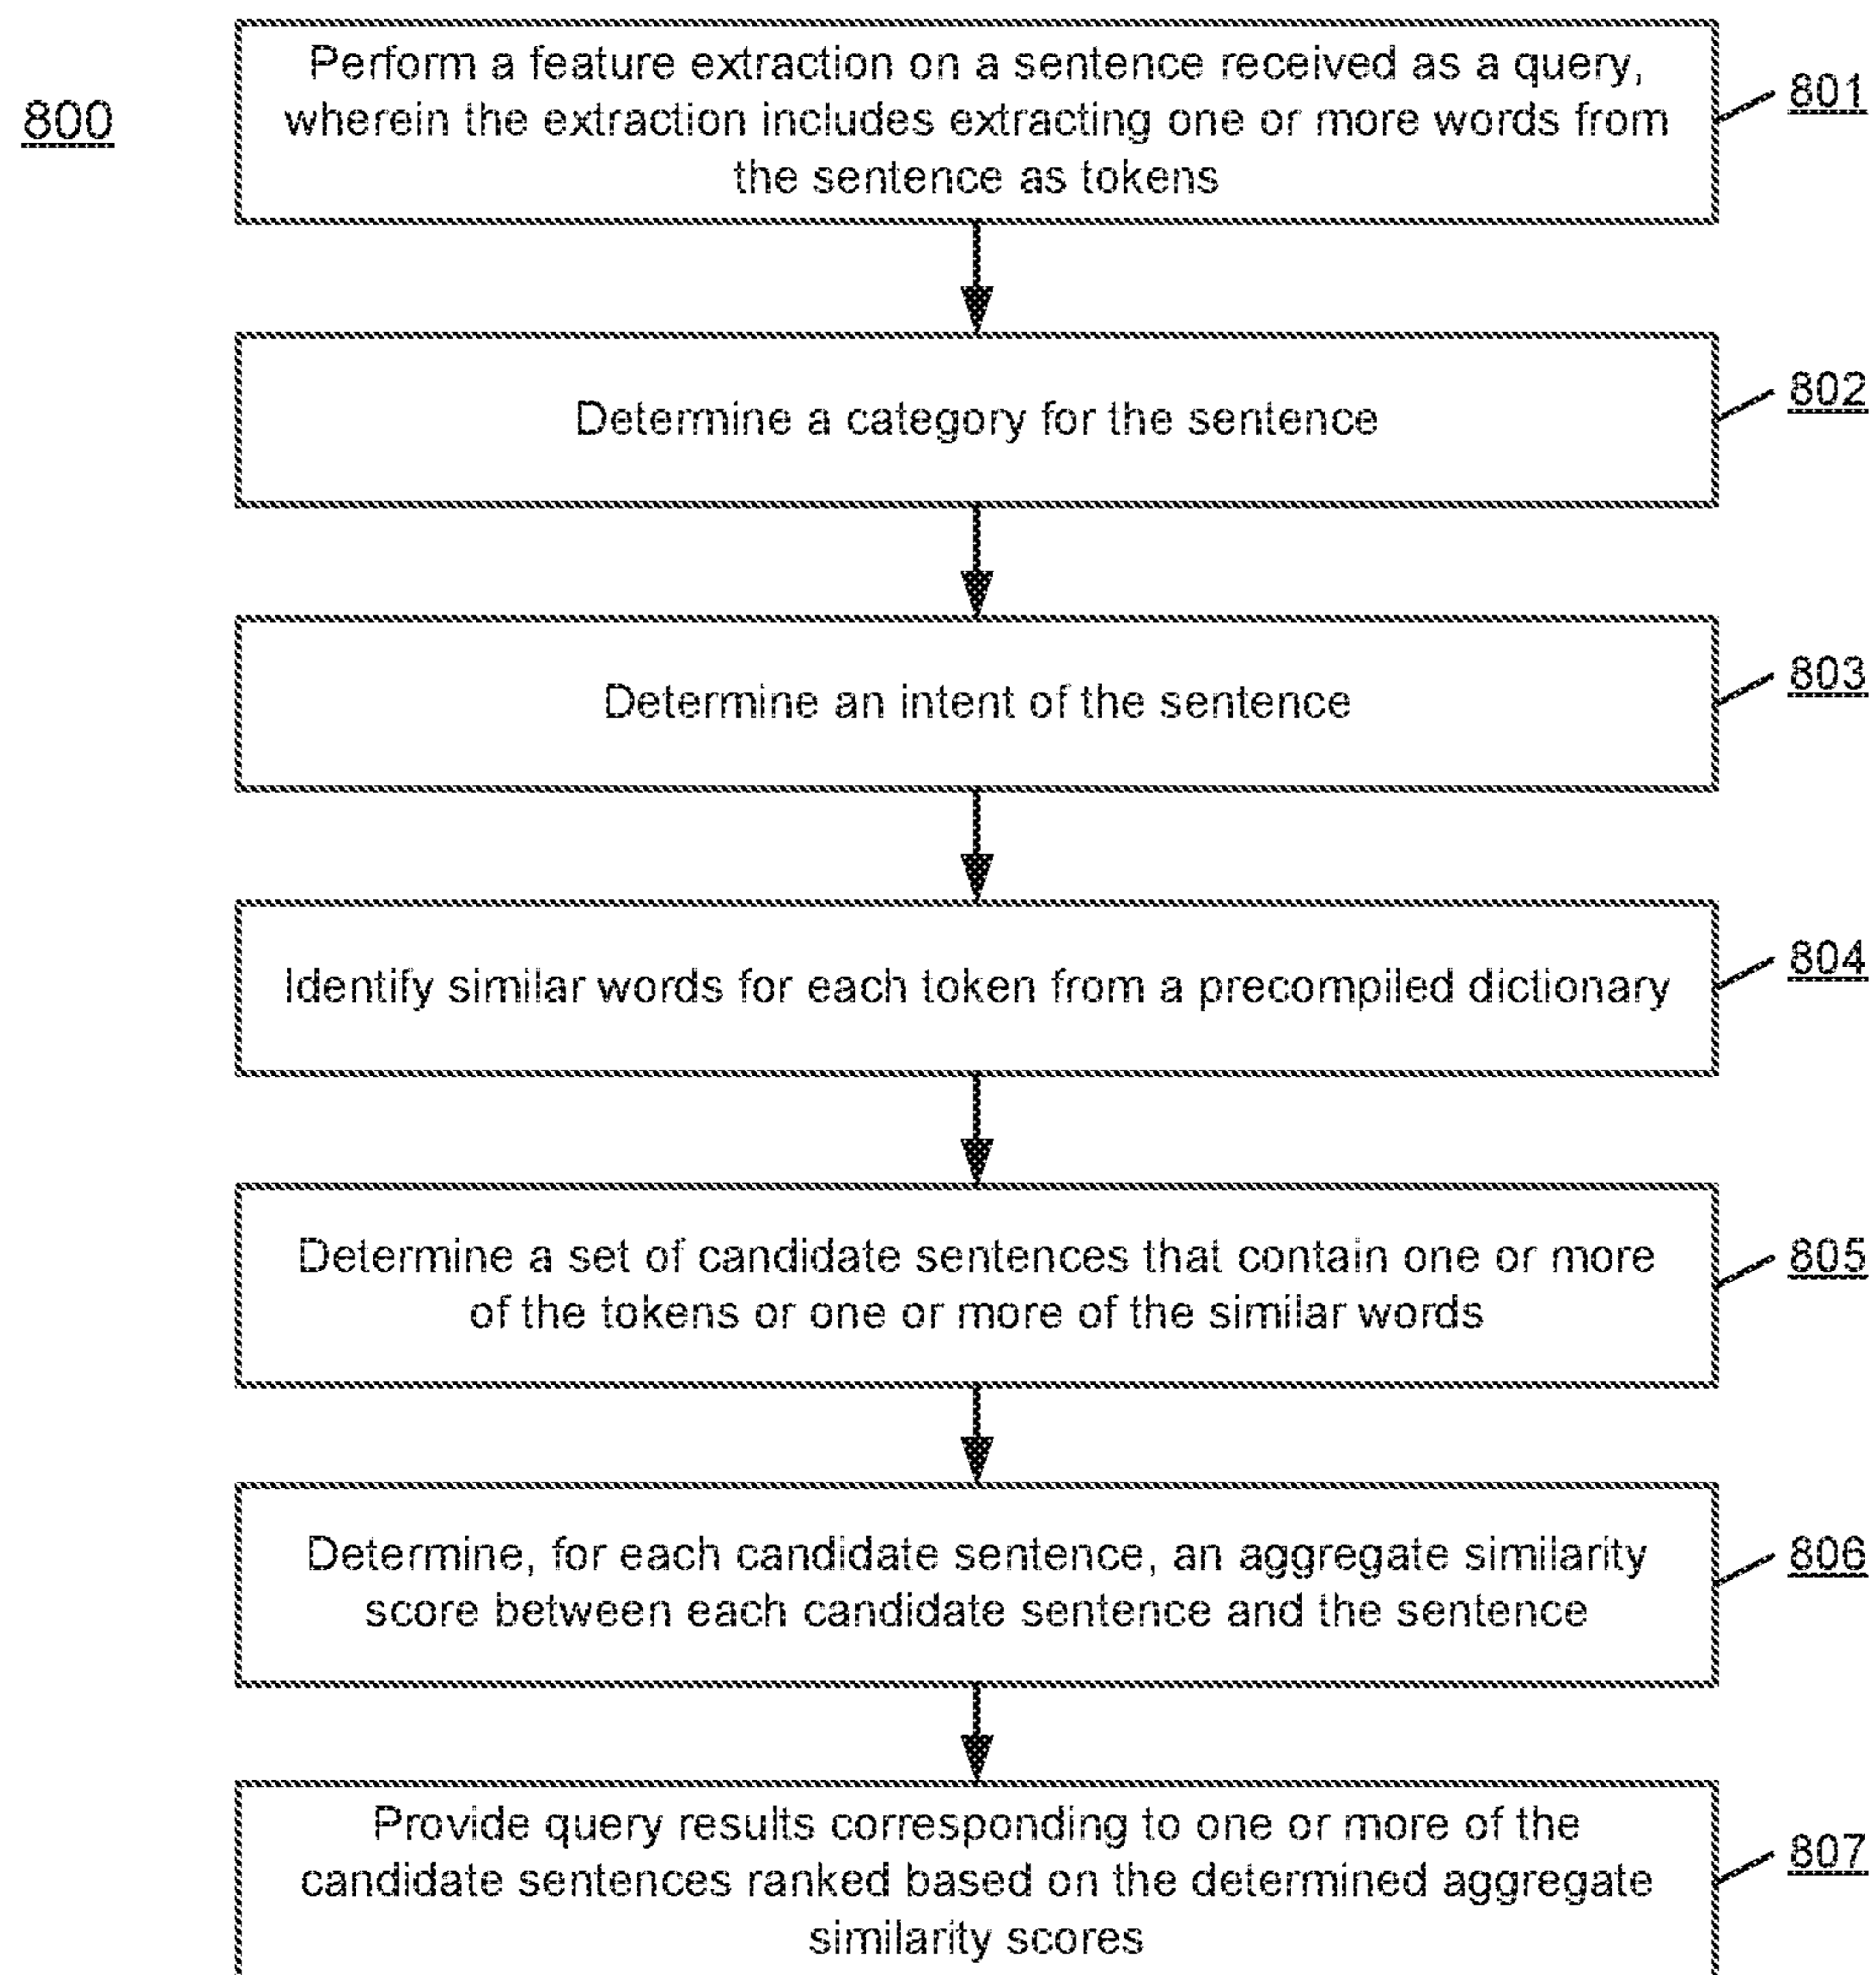 800
Perform a feature extraction on a sentence received as a query,
wherein the extraction includes extracting one or more words from
the sentence as tokens
801
Determine a category for the sentence
802
Determine an intent of the sentence
803
Identify similar words for each token from a precompiled dictionary
804
Determine a set of candidate sentences that contain one or more
of the tokens or one or more of the similar words
805
Determine, for each candidate sentence, an aggregate similarity
score between each candidate sentence and the sentence
806
Provide query results corresponding to one or more of the
candidate sentences ranked based on the determined aggregate
similarity scores
807